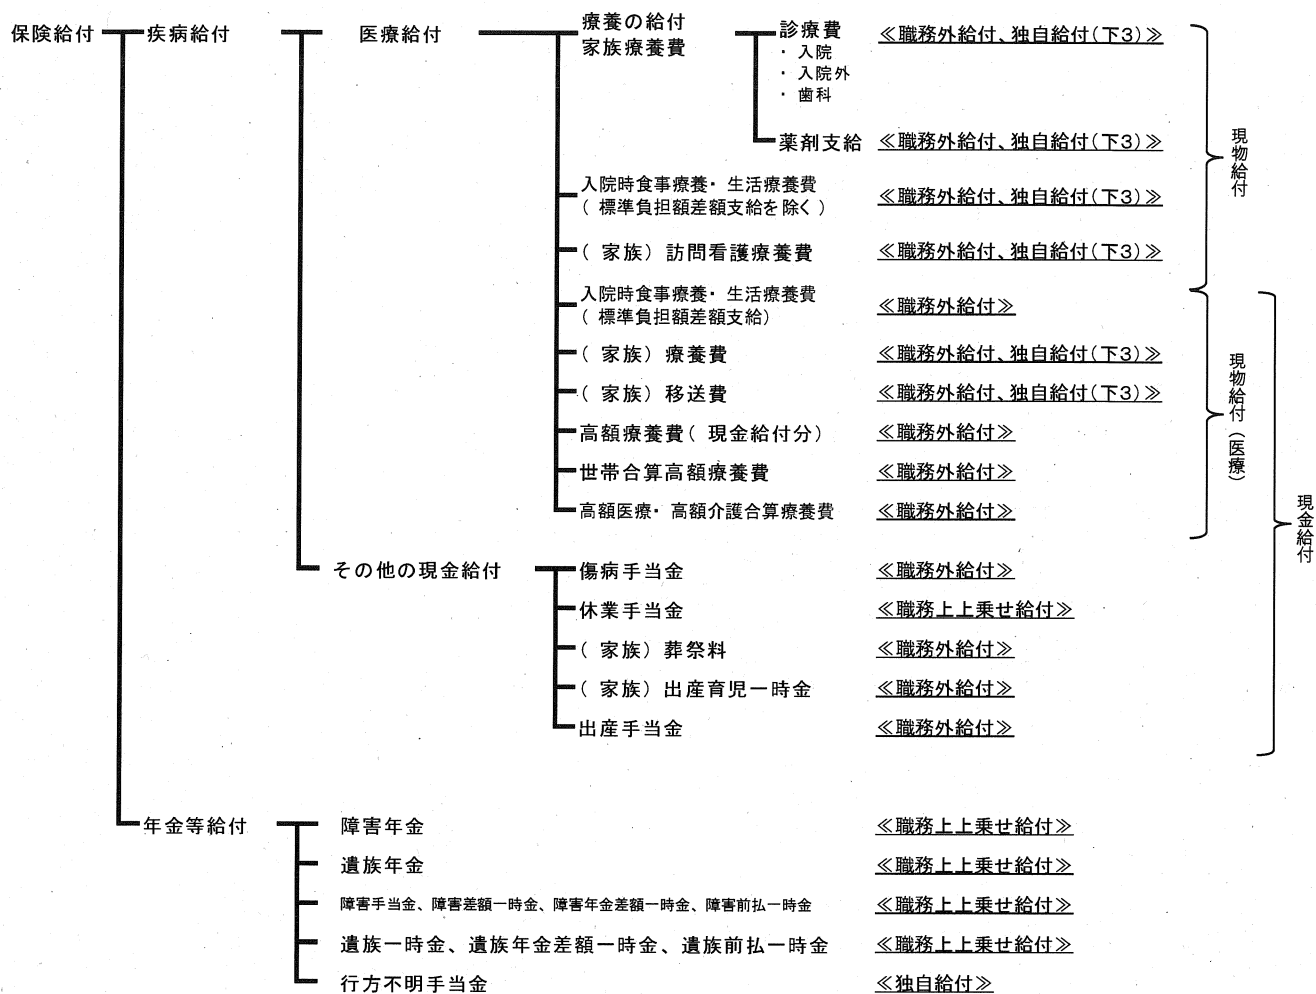 保険給付
疾病給付
医療給付
療養の給付
家族療養費
診療費
・ 入院
・ 入院外
・ 歯科
≪職務外給付、独自給付(下3)≫
薬剤支給
≪職務外給付、独自給付(下3)≫
入院時食事療養・ 生活療養費
( 標準負担額差額支給を除く )
≪職務外給付、独自給付(下3)≫
( 家族) 訪問看護療養費
≪職務外給付、独自給付(下3)≫
現物給付
入院時食事療養・ 生活療養費
( 標準負担額差額支給)
≪職務外給付≫
( 家族) 療養費
≪職務外給付、独自給付(下3)≫
( 家族) 移送費
≪職務外給付、独自給付(下3)≫
高額療養費( 現金給付分)
≪職務外給付≫
世帯合算高額療養費
≪職務外給付≫
高額医療・ 高額介護合算療養費
≪職務外給付≫
現物給付(医療)
その他の現金給付
傷病手当金
≪職務外給付≫
休業手当金
≪職務上上乗せ給付≫
( 家族) 葬祭料
≪職務外給付≫
( 家族) 出産育児一時金
≪職務外給付≫
出産手当金
≪職務外給付≫
現金給付
年金等給付
障害年金
≪職務上上乗せ給付≫
遺族年金
≪職務上上乗せ給付≫
障害手当金、障害差額一時金、障害年金差額一時金、障害前払一時金
≪職務上上乗せ給付≫
遺族一時金、遺族年金差額一時金、遺族前払一時金
≪職務上上乗せ給付≫
行方不明手当金
≪独自給付≫